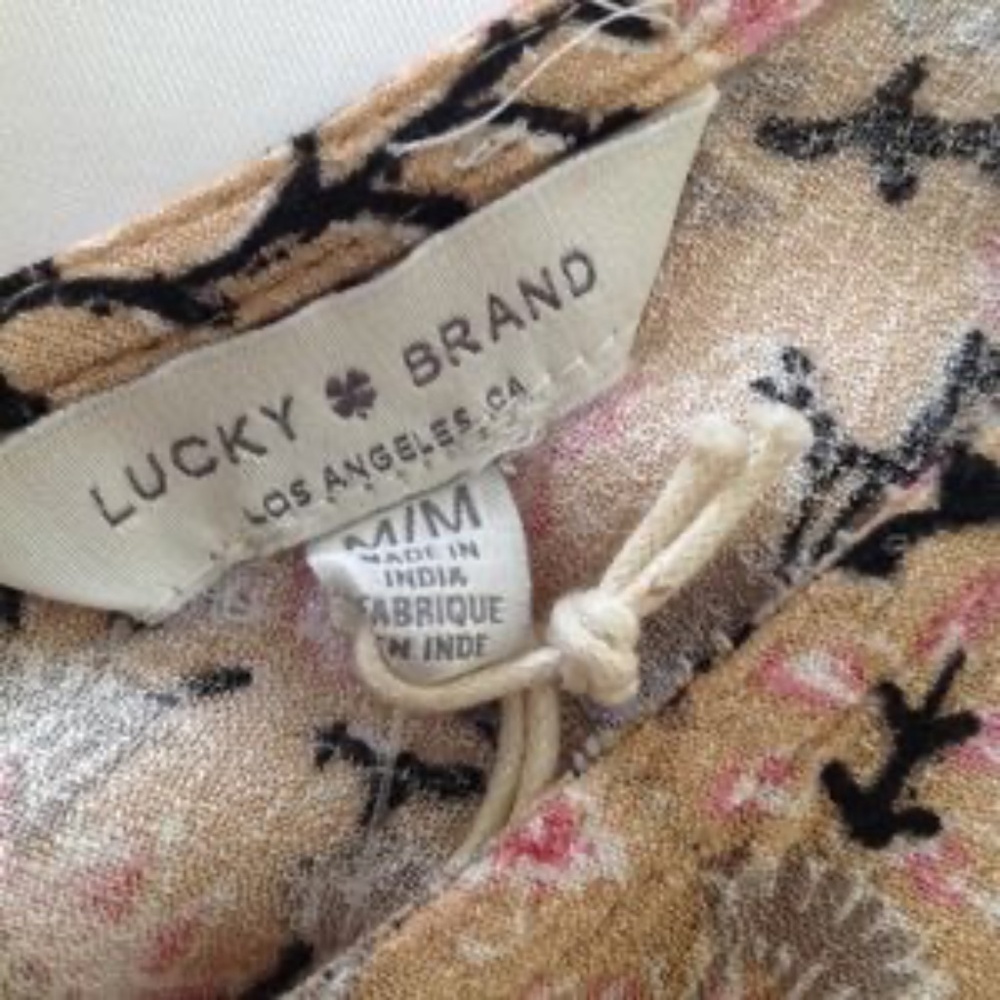 LUCKY BRAND
LOS ANGELES, CA
M/M
MADE IN
INDIA
FABRIQUE
EN INDE